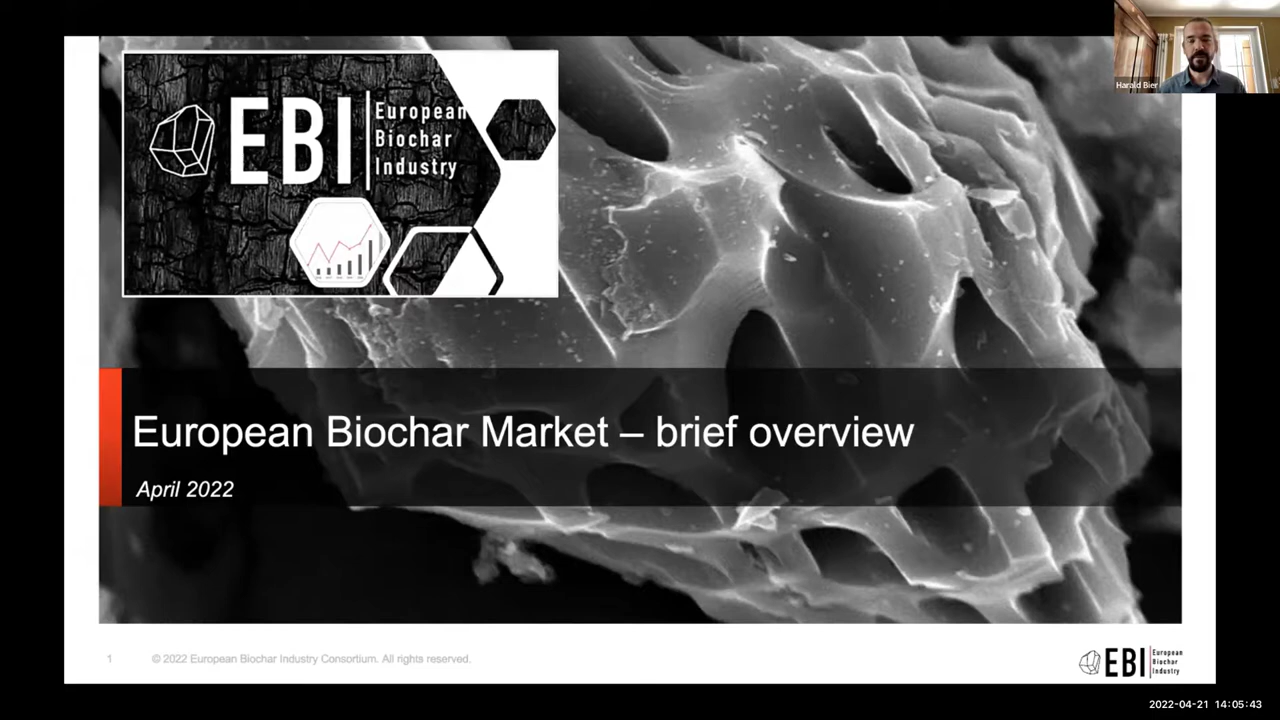 Harald Bier
EBI
European
Biochar
Industry
European Biochar Market – brief overview
April 2022
1
© 2022 European Biochar Industry Consortium. All rights reserved.
EBI
European
Biochar
Industry
2022-04-21 14:05:43